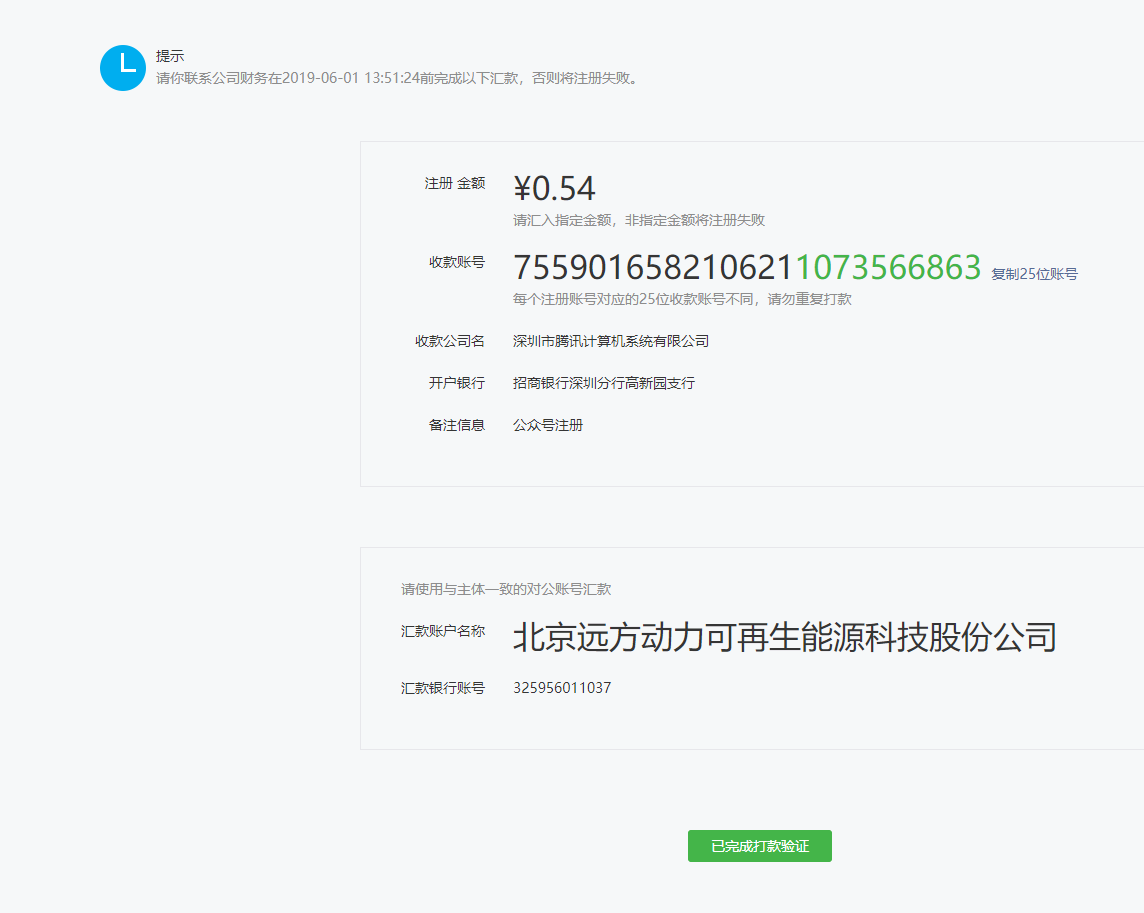 提示
请你联系公司财务在2019-06-01 13:51:24前完成以下汇款，否则将注册失败。
注册 金额 ¥0.54
请汇入指定金额，非指定金额将注册失败
收款账号 7559016582106211073566863 复制25位账号
每个注册账号对应的25位收款账号不同，请勿重复打款
收款公司名 深圳市腾讯计算机系统有限公司
开户银行 招商银行深圳分行高新园支行
备注信息 公众号注册
请使用与主体一致的对公账号汇款
汇款账户名称 北京远方动力可再生能源科技股份公司
汇款银行账号 325956011037
已完成打款验证